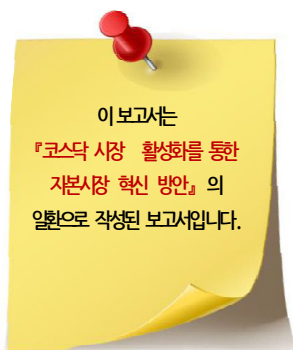 이 보고서는
『코스닥 시장 활성화를 통한
자본시장 혁신 방안』의
일환으로 작성된 보고서입니다.